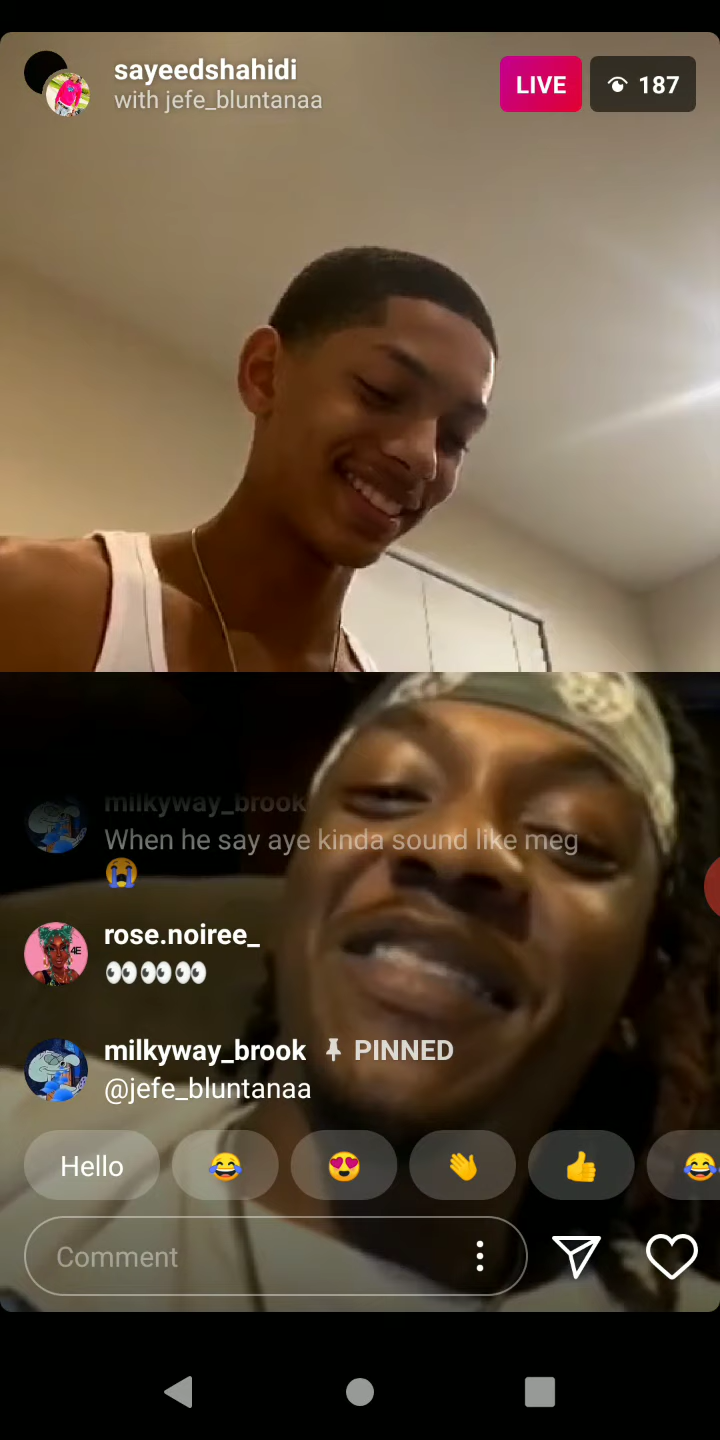 sayeedshahidi
with jefe_bluntanaa
LIVE
187
milkyway_brook
When he say aye kinda sound like meg
😭
rose.noiree_
👀👀👀
milkyway_brook PINNED
@jefe_bluntanaa
Hello 😂 😍 👋 👍 😂
Comment